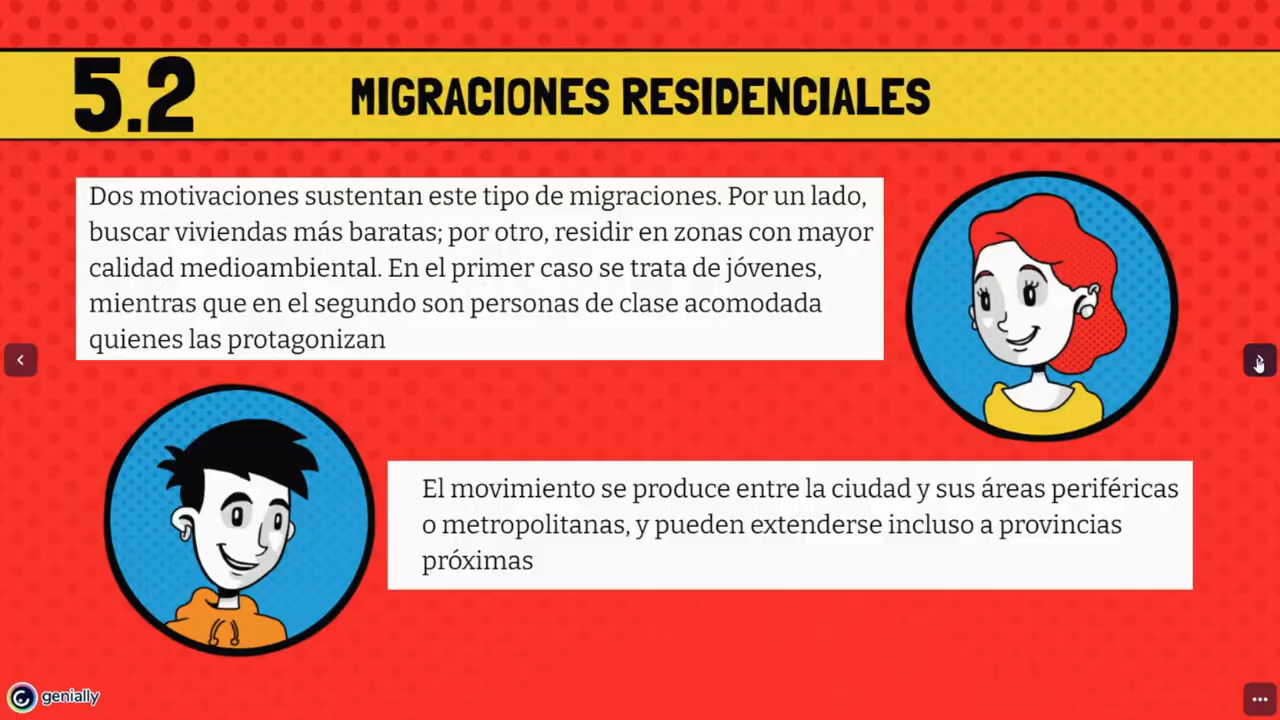 5.2
MIGRACIONES RESIDENCIALES
Dos motivaciones sustentan este tipo de migraciones. Por un lado,
buscar viviendas más baratas; por otro, residir en zonas con mayor
calidad medioambiental. En el primer caso se trata de jóvenes,
mientras que en el segundo son personas de clase acomodada
quienes las protagonizan
El movimiento se produce entre la ciudad y sus áreas periféricas
o metropolitanas, y pueden extenderse incluso a provincias
próximas
genially